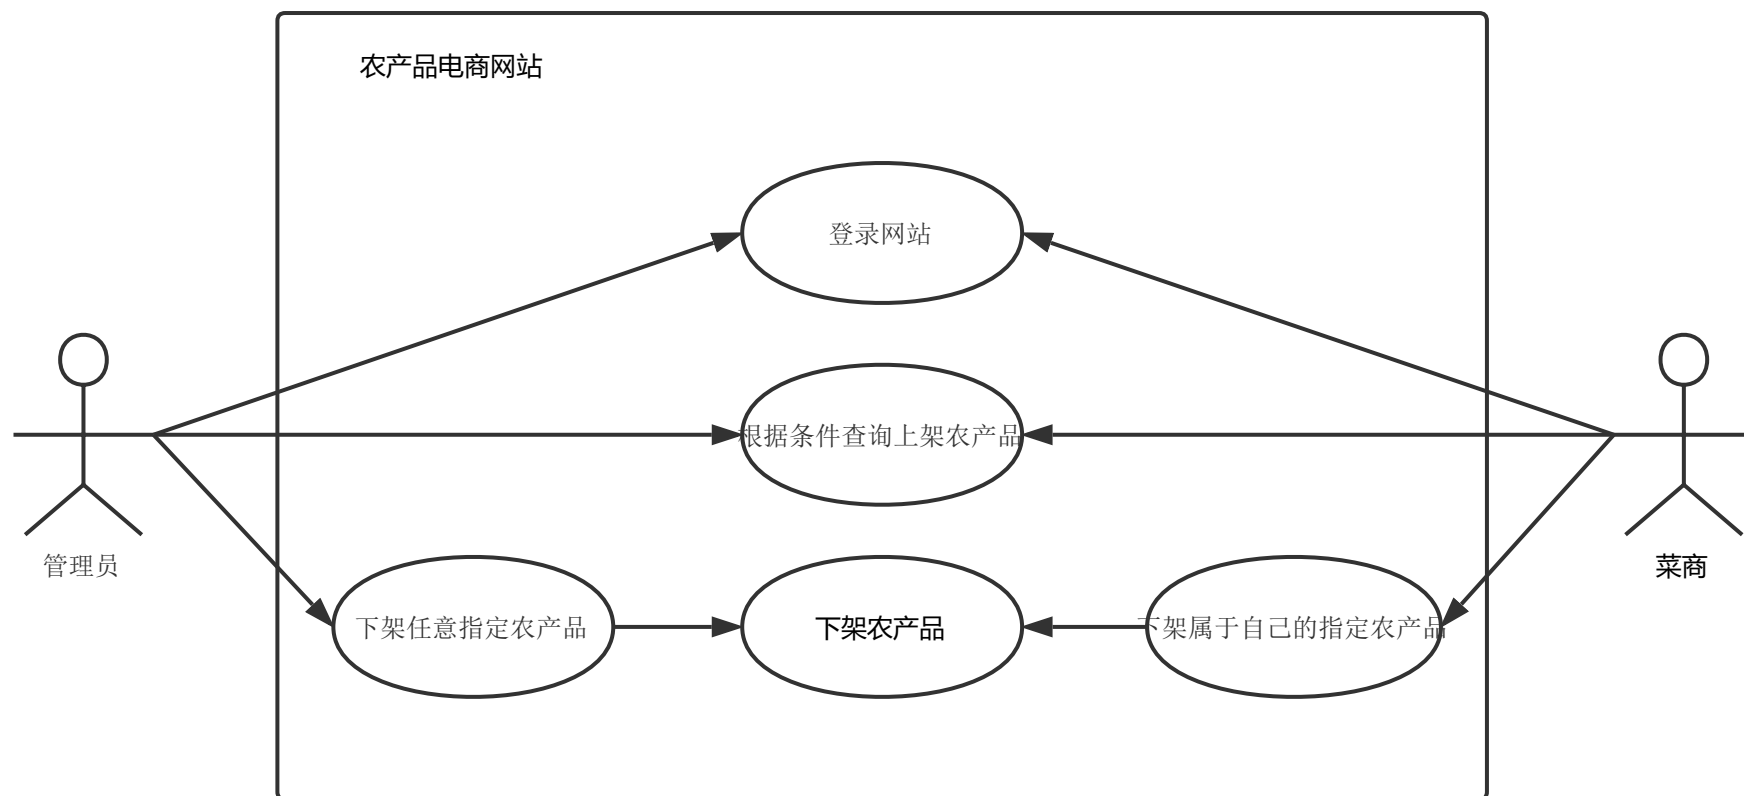 农产品电商网站
登录网站
根据条件查询上架农产品
管理员
菜商
下架任意指定农产品
下架农产品
下架属于自己的指定农产品